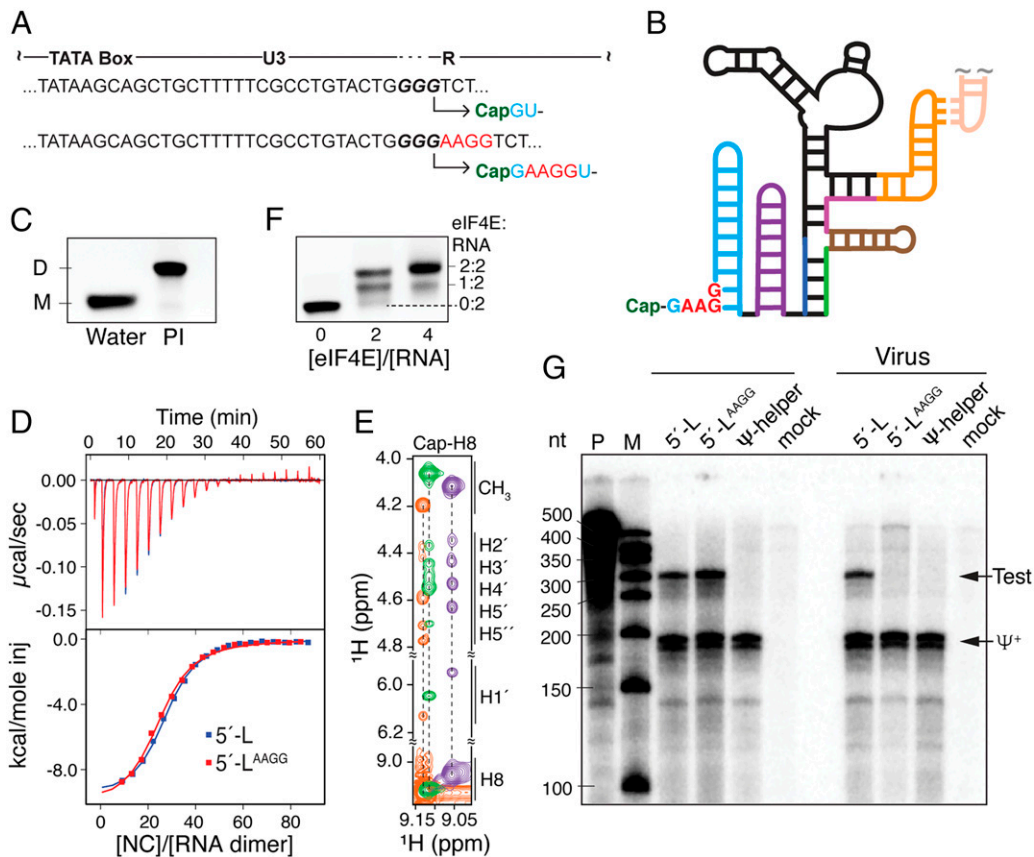 A
~ TATA Box U3 R ~
...TATAAGCAGCTGCTTTTTCGCCTGTACTGGGGTCT...
CapGU-
...TATAAGCAGCTGCTTTTTCGCCTGTACTGGGGAAGGTCT...
CapGAAGGU-
B
~ ~
G
Cap-GAAG
C
D
M
Water PI
F
eIF4E:
RNA
2:2
1:2
0:2
0 2 4
[eIF4E]/[RNA]
D
Time (min)
0 10 20 30 40 50 60
0.00
-0.05
-0.10
-0.15
µcal/sec
0.0
-4.0
-8.0
kcal/mole inj
5´-L
5´-LAAGG
0 20 40 60 80
[NC]/[RNA dimer]
E
Cap-H8
4.0
4.2
4.4
4.6
4.8
6.0
6.2
9.0
¹H (ppm)
CH3
H2´
H3´
H4´
H5´
H5´´
H1´
H8
9.15 9.05
¹H (ppm)
G
Virus
nt P M 5´-L 5´-LAAGG Ψ-helper mock 5´-L 5´-LAAGG Ψ-helper mock
500
400
350
300
250
200
150
100
Test
Ψ+